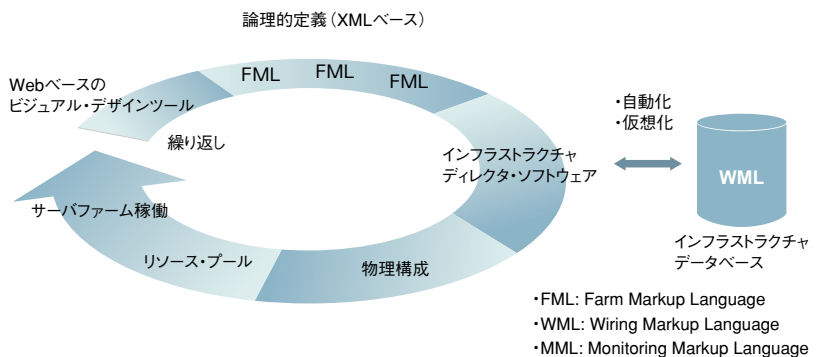 論理的定義（XMLベース）
FML
FML
FML
Webベースの
ビジュアル・デザインツール
繰り返し
・自動化
・仮想化
インフラストラクチャ
ディレクタ・ソフトウェア
WML
サーバファーム稼働
リソース・プール
物理構成
インフラストラクチャ
データベース
・FML: Farm Markup Language
・WML: Wiring Markup Language
・MML: Monitoring Markup Language